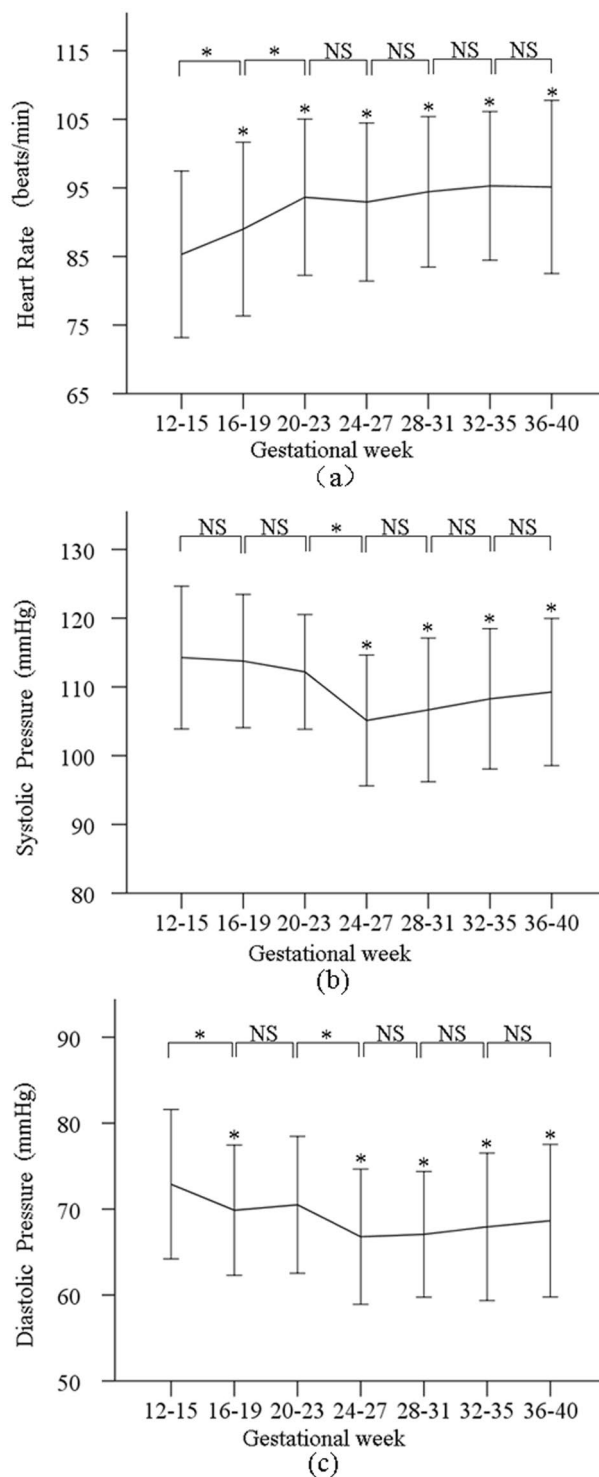 115
* * NS NS NS NS
105
* * * * * *
95
85
75
65
Heart Rate (beats/min)
12-15 16-19 20-23 24-27 28-31 32-35 36-40
Gestational week
(a)
NS NS * NS NS NS
130
120
* * * *
110
100
90
80
Systolic Pressure (mmHg)
12-15 16-19 20-23 24-27 28-31 32-35 36-40
Gestational week
(b)
90
* NS * NS NS NS
80
* * * * *
70
60
50
Diastolic Pressure (mmHg)
12-15 16-19 20-23 24-27 28-31 32-35 36-40
Gestational week
(c)